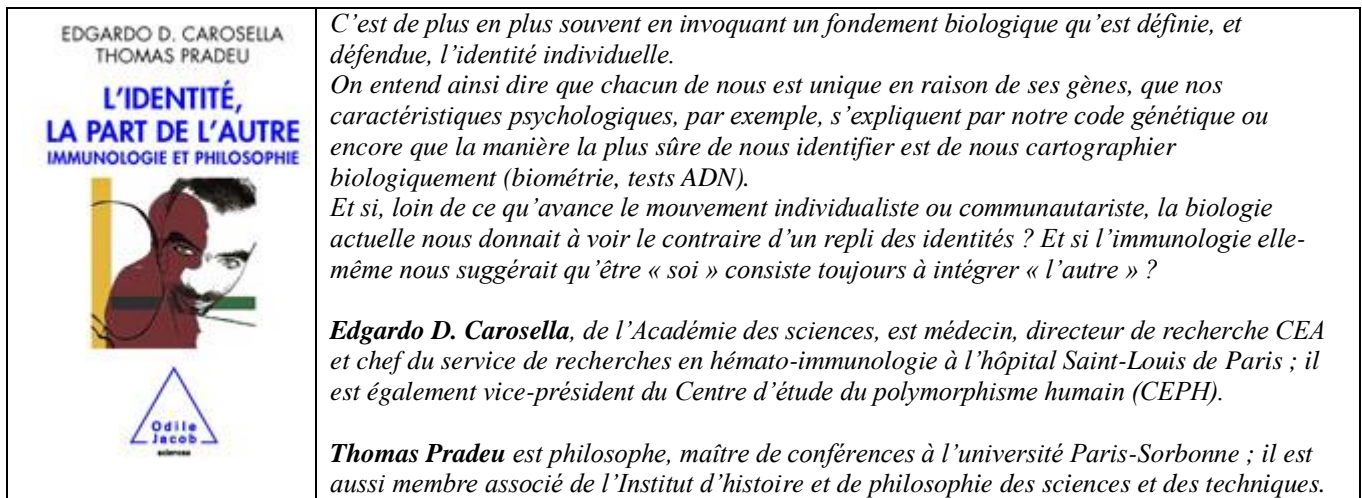 EDGARDO D. CAROSELLA
THOMAS PRADEU
L'IDENTITÉ,
LA PART DE L'AUTRE
IMMUNOLOGIE ET PHILOSOPHIE
Odile
Jacob
sciences
C'est de plus en plus souvent en invoquant un fondement biologique qu'est définie, et
défendue, l'identité individuelle.
On entend ainsi dire que chacun de nous est unique en raison de ses gènes, que nos
caractéristiques psychologiques, par exemple, s'expliquent par notre code génétique ou
encore que la manière la plus sûre de nous identifier est de nous cartographier
biologiquement (biométrie, tests ADN).
Et si, loin de ce qu'avance le mouvement individualiste ou communautariste, la biologie
actuelle nous donnait à voir le contraire d'un repli des identités ? Et si l'immunologie elle-
même nous suggérait qu'être « soi » consiste toujours à intégrer « l'autre » ?
Edgardo D. Carosella, de l'Académie des sciences, est médecin, directeur de recherche CEA
et chef du service de recherches en hémato-immunologie à l'hôpital Saint-Louis de Paris ; il
est également vice-président du Centre d'étude du polymorphisme humain (CEPH).
Thomas Pradeu est philosophe, maître de conférences à l'université Paris-Sorbonne ; il est
aussi membre associé de l'Institut d'histoire et de philosophie des sciences et des techniques.